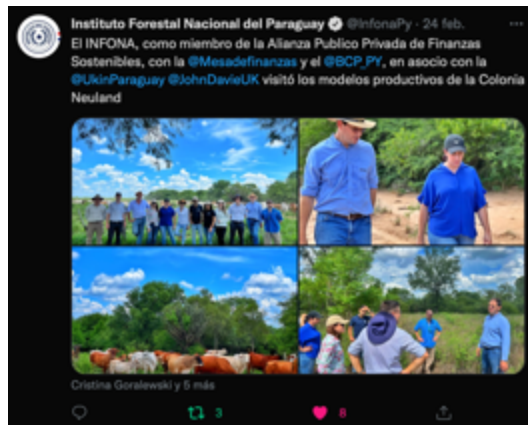 Instituto Forestal Nacional del Paraguay @InfonaPy · 24 feb.
El INFONA, como miembro de la Alianza Publico Privada de Finanzas
Sostenibles, con la @Mesadefinanzas y el @BCP_PY, en asocio con la
@UkinParaguay @JohnDavieUK visitó los modelos productivos de la Colonia
Neuland
Cristina Goralewski y 5 más
3 8